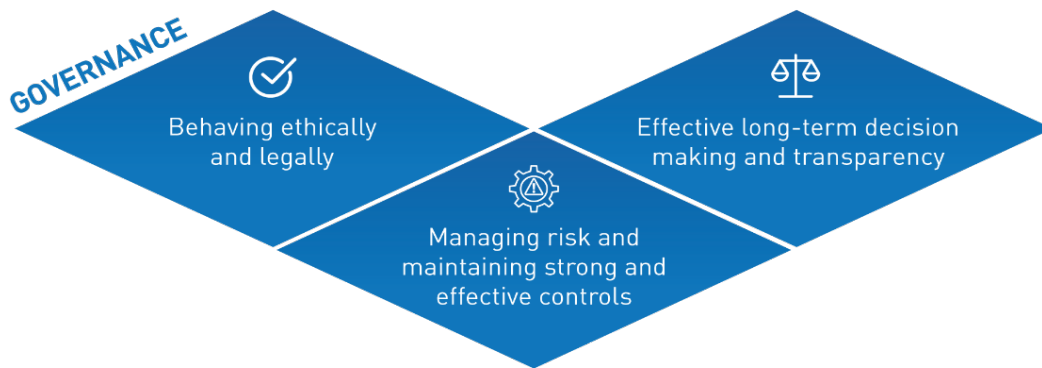 GOVERNANCE
Behaving ethically
and legally
Effective long-term decision
making and transparency
Managing risk and
maintaining strong and
effective controls